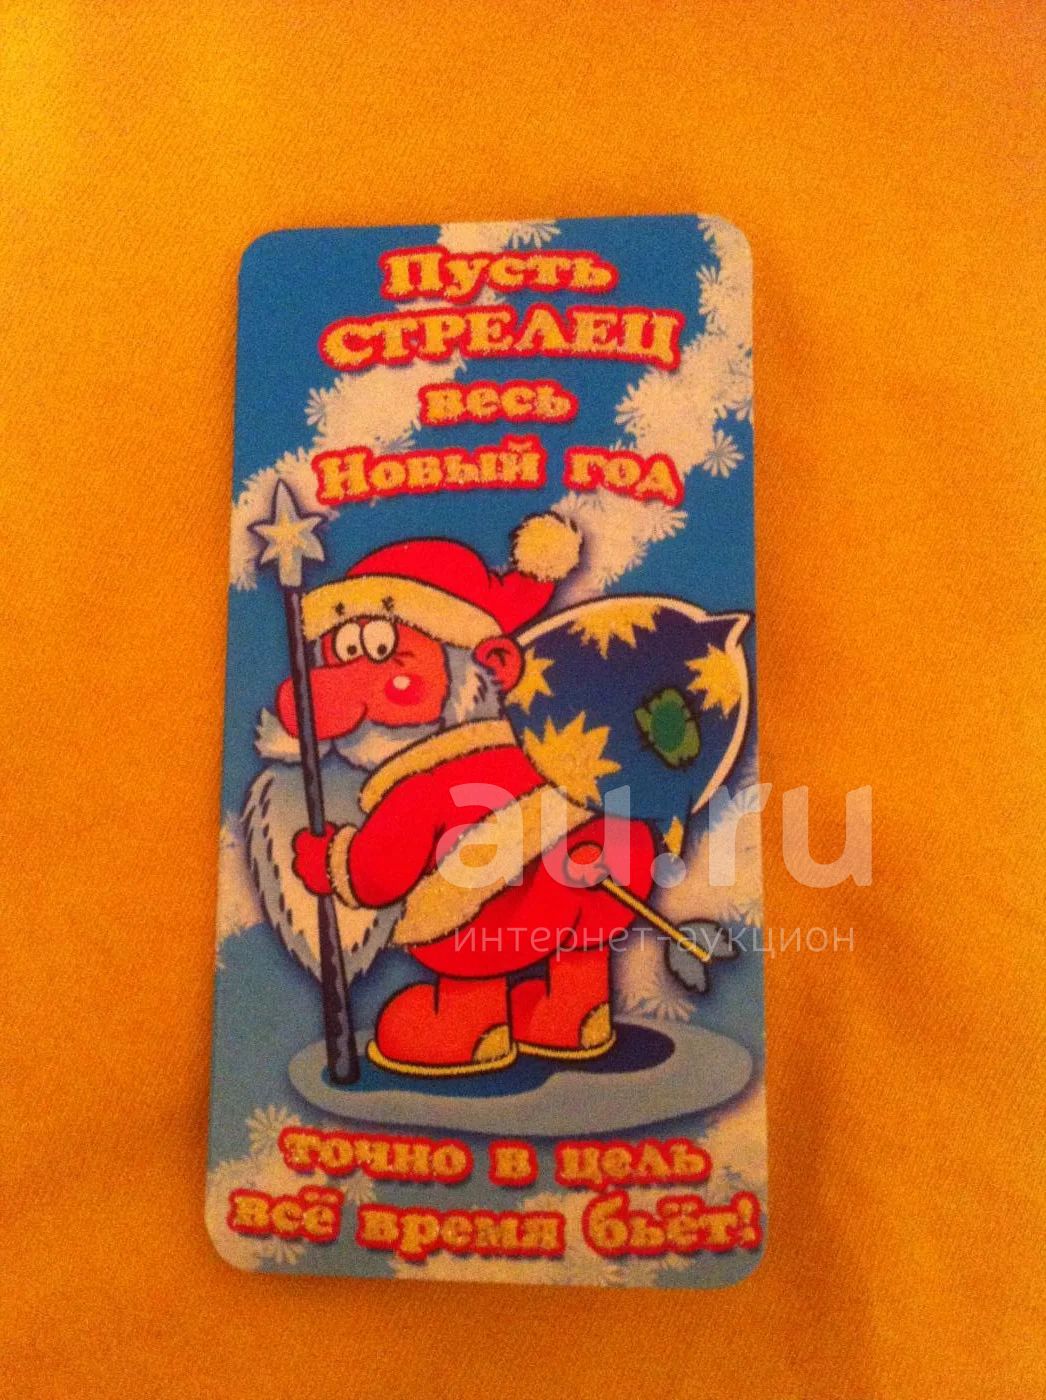 Пусть
СТРЕЛЕЦ
весь
Новый год
au.ru
интернет-аукцион
точно в цель
всё время бьёт!